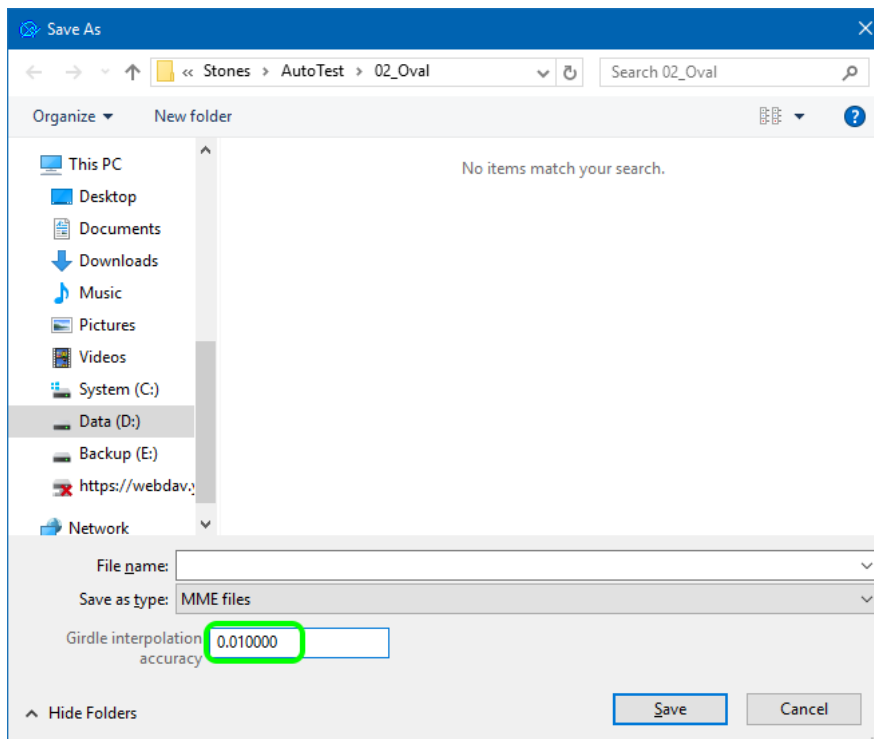 Save As
« Stones > AutoTest > 02_Oval
Search 02_Oval
Organize
New folder
?
This PC
No items match your search.
Desktop
Documents
Downloads
Music
Pictures
Videos
System (C:)
Data (D:)
Backup (E:)
https://webdav.y
Network
File name:
Save as type: MME files
Girdle interpolation
accuracy
0.010000
Hide Folders
Save
Cancel